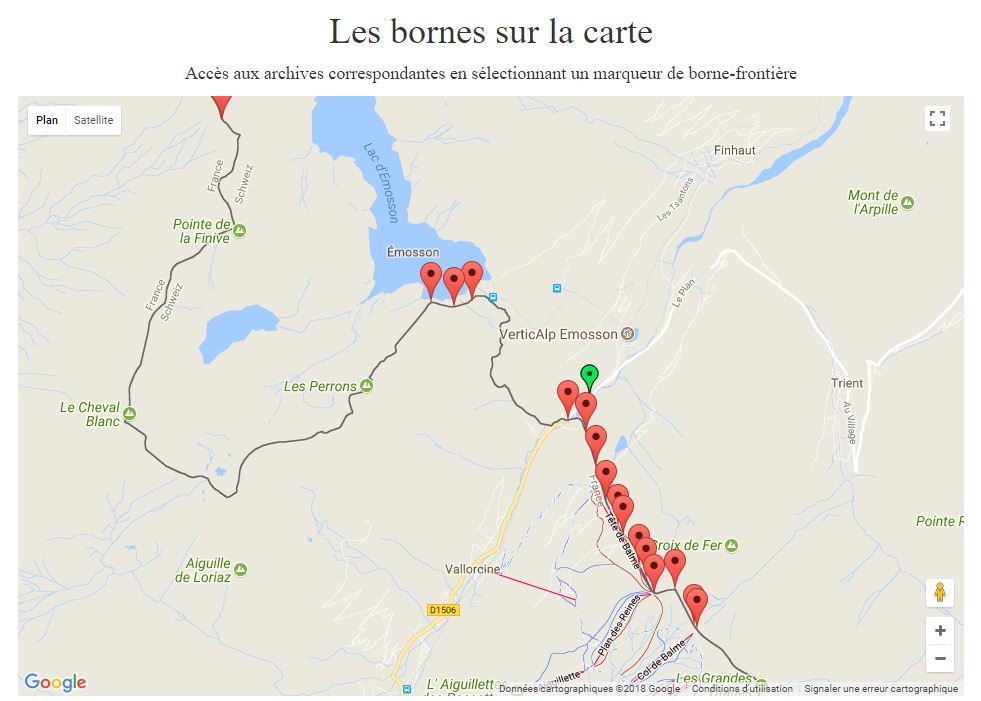 Les bornes sur la carte
Accès aux archives correspondantes en sélectionnant un marqueur de borne-frontière
Plan
Satellite
Finhaut
France
Schweiz
Lac d'Emosson
Les Tsantons
Mont de
l'Arpille
Pointe de
la Finive
Émosson
France
Schweiz
Le Plan
VerticAlp Emosson
Les Perrons
Trient
Le Cheval
Blanc
Au Village
France
Tête de Balme
Pointe R
Croix de Fer
Aiguille
de Loriaz
Vallorcine
D1506
Plan des Reines
Col de Balme
Les Grandes
L' Aiguillette
des Posett
Aiguillette
Google
Données cartographiques ©2018 Google
Conditions d'utilisation
Signaler une erreur cartographique